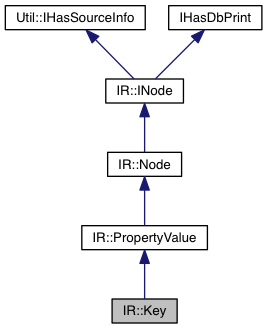 Util::IHasSourceInfo
IHasDbPrint
IR::INode
IR::Node
IR::PropertyValue
IR::Key